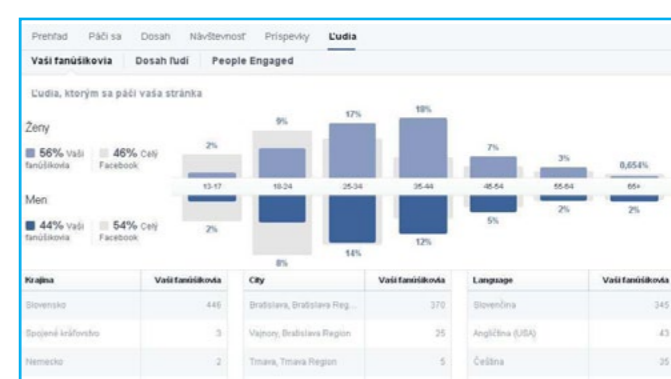 Prehľad Páči sa Dosah Návštevnosť Príspevky Ľudia
Vaši fanúšikovia Dosah ľudí People Engaged
Ľudia, ktorým sa páči vaša stránka
Ženy
56% Vaši fanúšikovia
46% Celý Facebook
2% 9% 17% 18% 7% 3% 0,654%
13-17 18-24 25-34 35-44 45-54 55-64 65+
Men
44% Vaši fanúšikovia
54% Celý Facebook
2% 8% 14% 12% 5% 2% 2%
Krajina Vaši fanúšikovia City Vaši fanúšikovia Language Vaši fanúšikovia
Slovensko 446 Bratislava, Bratislava Reg... 370 Slovenčina 345
Spojené kráľovstvo 3 Vajnory, Bratislava Region 25 Angličtina (USA) 43
Nemecko 2 Trnava, Trnava Region 5 Čeština 35